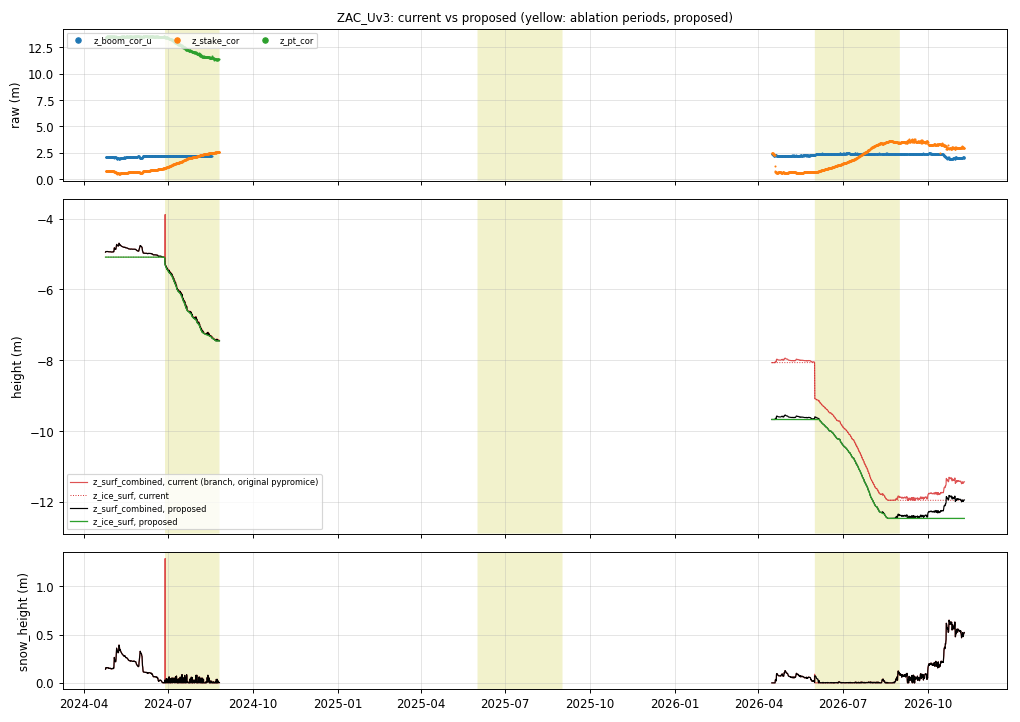 ZAC_Uv3: current vs proposed (yellow: ablation periods, proposed)
z_boom_cor_u z_stake_cor z_pt_cor
raw (m)
12.5
10.0
7.5
5.0
2.5
0.0
height (m)
−4
−6
−8
−10
−12
z_surf_combined, current (branch, original pypromice)
z_ice_surf, current
z_surf_combined, proposed
z_ice_surf, proposed
snow_height (m)
1.0
0.5
0.0
2024-04 2024-07 2024-10 2025-01 2025-04 2025-07 2025-10 2026-01 2026-04 2026-07 2026-10